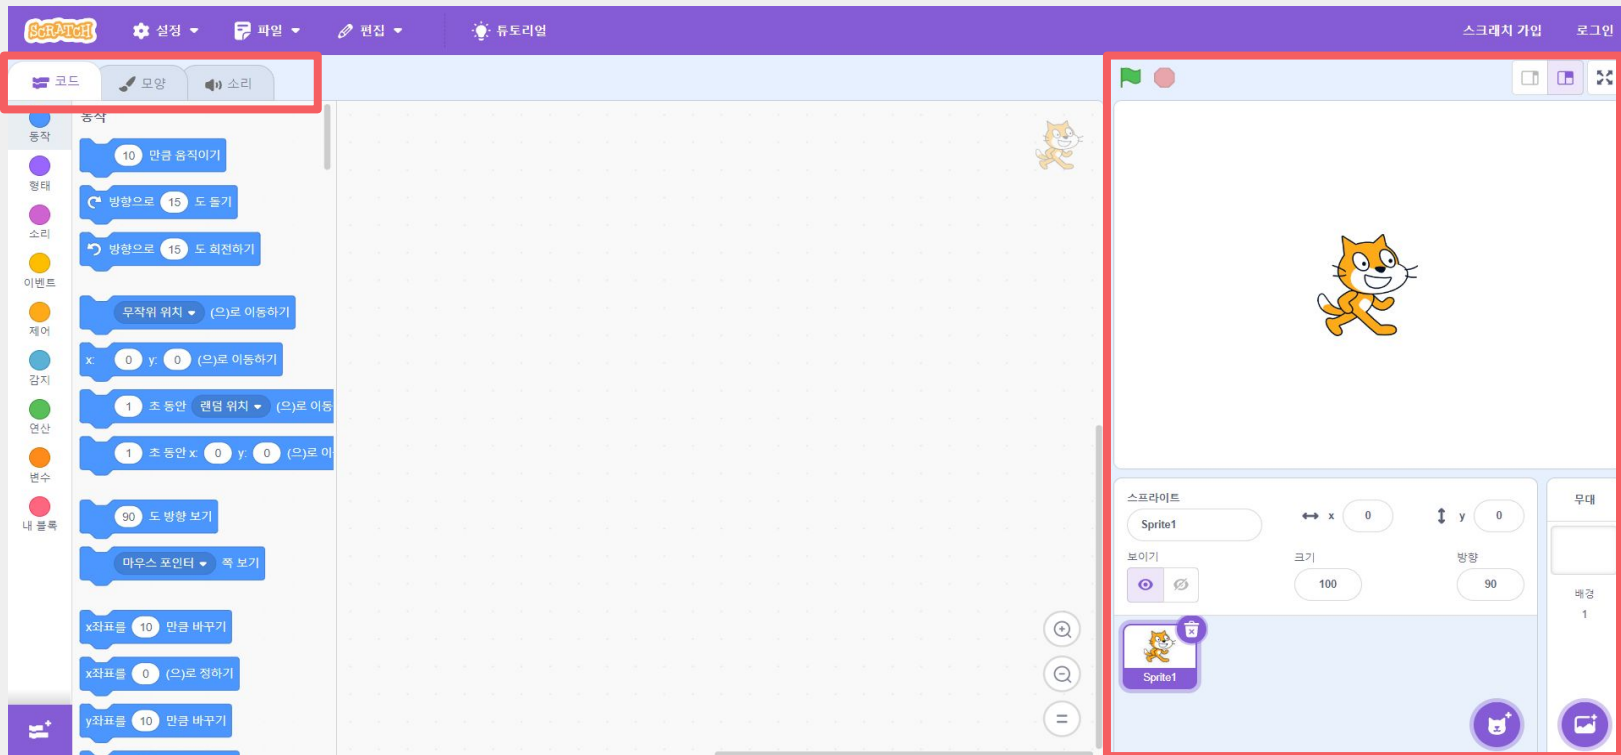 SCRATCH 설정 파일 편집 튜토리얼 스크래치 가입 로그인
코드 모양 소리
동작
형태
소리
이벤트
제어
감지
연산
변수
내 블록
동작
10 만큼 움직이기
방향으로 15 도 돌기
방향으로 15 도 회전하기
무작위 위치 (으)로 이동하기
x: 0 y: 0 (으)로 이동하기
1 초 동안 랜덤 위치 (으)로 이동
1 초 동안 x: 0 y: 0 (으)로 이
90 도 방향 보기
마우스 포인터 쪽 보기
x좌표를 10 만큼 바꾸기
x좌표를 0 (으)로 정하기
y좌표를 10 만큼 바꾸기
스프라이트
Sprite1
x 0 y 0
보이기 크기 방향
100 90
Sprite1
무대
배경
1